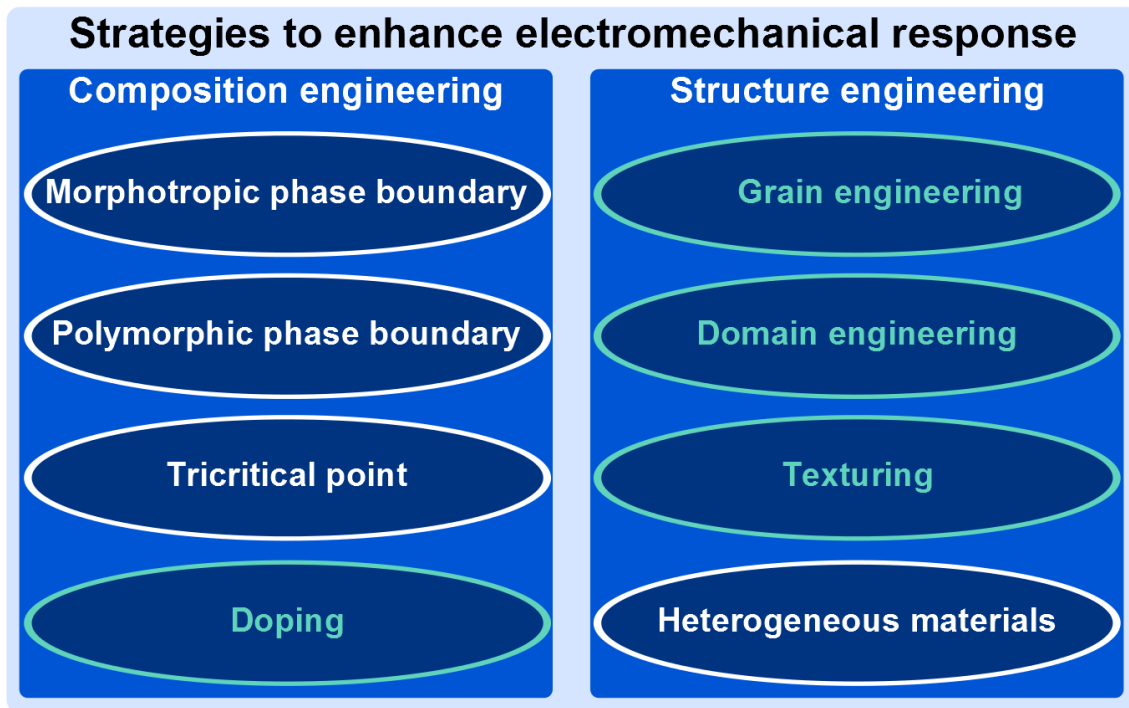 Strategies to enhance electromechanical response
Composition engineering
Morphotropic phase boundary
Polymorphic phase boundary
Tricritical point
Doping
Structure engineering
Grain engineering
Domain engineering
Texturing
Heterogeneous materials